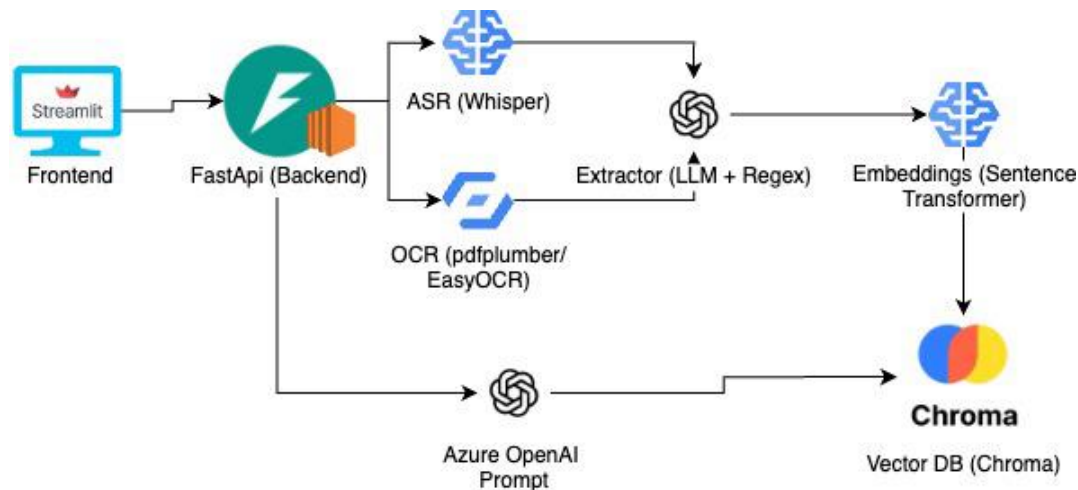 Streamlit
Frontend
FastApi (Backend)
ASR (Whisper)
OCR (pdfplumber/
EasyOCR)
Extractor (LLM + Regex)
Embeddings (Sentence
Transformer)
Azure OpenAI
Prompt
Chroma
Vector DB (Chroma)